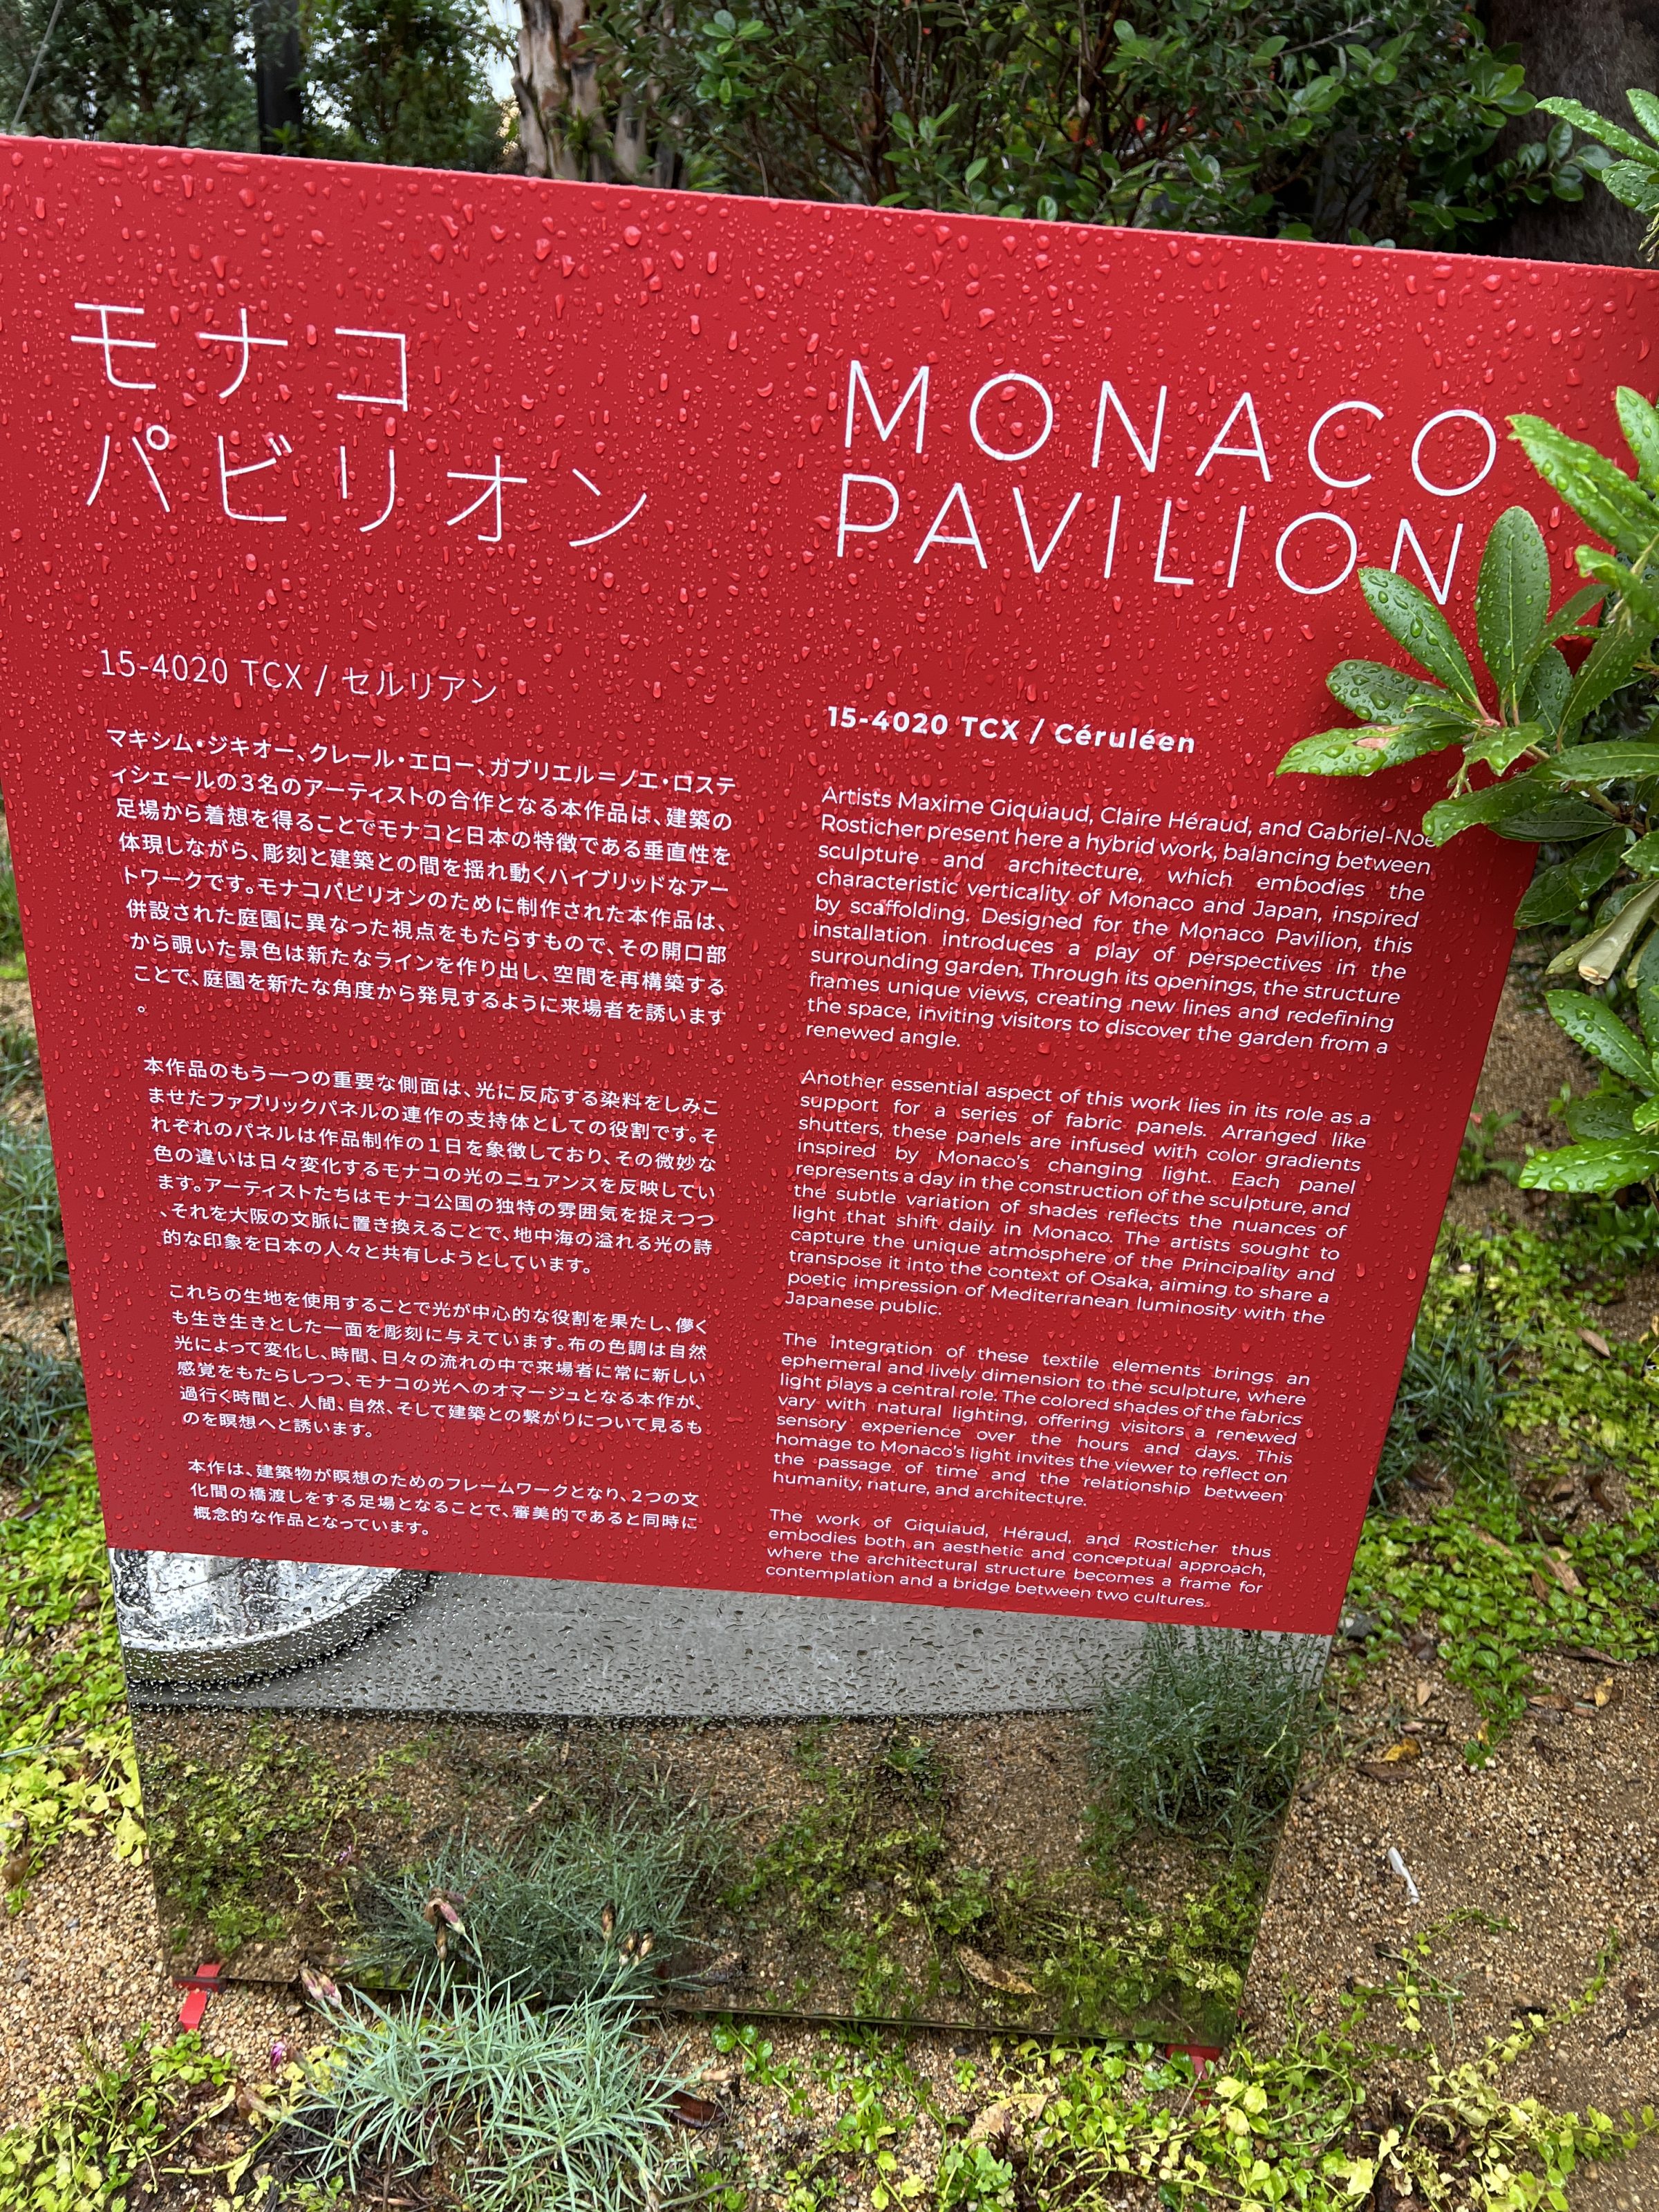 モナコ
パビリオン
15-4020 TCX / セルリアン
マキシム・ジキオー、クレール・エロー、ガブリエル＝ノエ・ロステ
ィシェールの3名のアーティストの合作となる本作品は、建築の
足場から着想を得ることでモナコと日本の特徴である垂直性を
体現しながら、彫刻と建築との間を揺れ動くハイブリッドなアー
トワークです。モナコパビリオンのために制作された本作品は、
併設された庭園に異なった視点をもたらすもので、その開口部
から覗いた景色は新たなラインを作り出し、空間を再構築する
ことで、庭園を新たな角度から発見するように来場者を誘います
。
本作品のもう一つの重要な側面は、光に反応する染料をしみこ
ませたファブリックパネルの連作の支持体としての役割です。そ
れぞれのパネルは作品制作の1日を象徴しており、その微妙な
色の違いは日々変化するモナコの光のニュアンスを反映してい
ます。アーティストたちはモナコ公国の独特の雰囲気を捉えつつ
、それを大阪の文脈に置き換えることで、地中海の溢れる光の詩
的な印象を日本の人々と共有しようとしています。
これらの生地を使用することで光が中心的な役割を果たし、儚く
も生き生きとした一面を彫刻に与えています。布の色調は自然
光によって変化し、時間、日々の流れの中で来場者に常に新しい
感覚をもたらしつつ、モナコの光へのオマージュとなる本作が、
過行く時間と、人間、自然、そして建築との繋がりについて見るも
のを瞑想へと誘います。
本作は、建築物が瞑想のためのフレームワークとなり、2つの文
化間の橋渡しをする足場となることで、審美的であると同時に
概念的な作品となっています。
MONACO
PAVILION
15-4020 TCX / Céruléen
Artists Maxime Giquiaud, Claire Héraud, and Gabriel-Noé
Rosticher present here a hybrid work, balancing between
sculpture and architecture, which embodies the
characteristic verticality of Monaco and Japan, inspired
by scaffolding. Designed for the Monaco Pavilion, this
installation introduces a play of perspectives in the
surrounding garden. Through its openings, the structure
frames unique views, creating new lines and redefining
the space, inviting visitors to discover the garden from a
renewed angle.
Another essential aspect of this work lies in its role as a
support for a series of fabric panels. Arranged like
shutters, these panels are infused with color gradients
inspired by Monaco's changing light. Each panel
represents a day in the construction of the sculpture, and
the subtle variation of shades reflects the nuances of
light that shift daily in Monaco. The artists sought to
capture the unique atmosphere of the Principality and
transpose it into the context of Osaka, aiming to share a
poetic impression of Mediterranean luminosity with the
Japanese public.
The integration of these textile elements brings an
ephemeral and lively dimension to the sculpture, where
light plays a central role. The colored shades of the fabrics
vary with natural lighting, offering visitors a renewed
sensory experience over the hours and days. This
homage to Monaco's light invites the viewer to reflect on
the passage of time and the relationship between
humanity, nature, and architecture.
The work of Giquiaud, Héraud, and Rosticher thus
embodies both an aesthetic and conceptual approach,
where the architectural structure becomes a frame for
contemplation and a bridge between two cultures.